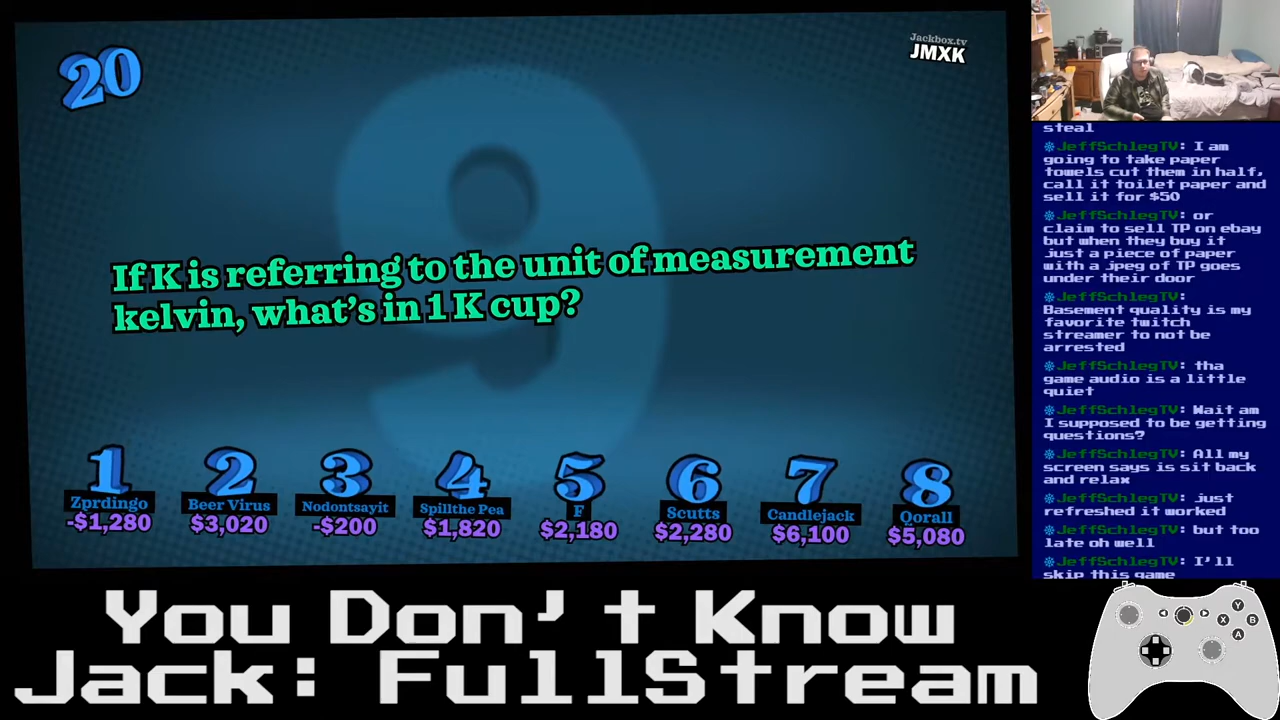 20
Jackbox.tv
JMXK
If K is referring to the unit of measurement
kelvin, what's in 1 K cup?
1 2 3 4 5 6 7 8
Zprdingo Beer Virus Nodontsayit Spillthe Pea F Scutts Candlejack Qorall
-$1,280 $3,020 -$200 $1,820 $2,180 $2,280 $6,100 $5,080
steal
JeffSchlegTV: I am
going to take paper
towels cut them in half,
call it toilet paper and
sell it for $50
JeffSchlegTV: or
claim to sell TP on ebay
but when they buy it
just a piece of paper
with a jpeg of TP goes
under their door
JeffSchlegTV:
Basement quality is my
favorite twitch
streamer to not be
arrested
JeffSchlegTV: tha
game audio is a little
quiet
JeffSchlegTV: Wait am
I supposed to be getting
questions?
JeffSchlegTV: All my
screen says is sit back
and relax
JeffSchlegTV: just
refreshed it worked
JeffSchlegTV: but too
late oh well
JeffSchlegTV: I'll
skip this game
You Don't Know
Jack: FullStream
Y
X B
A